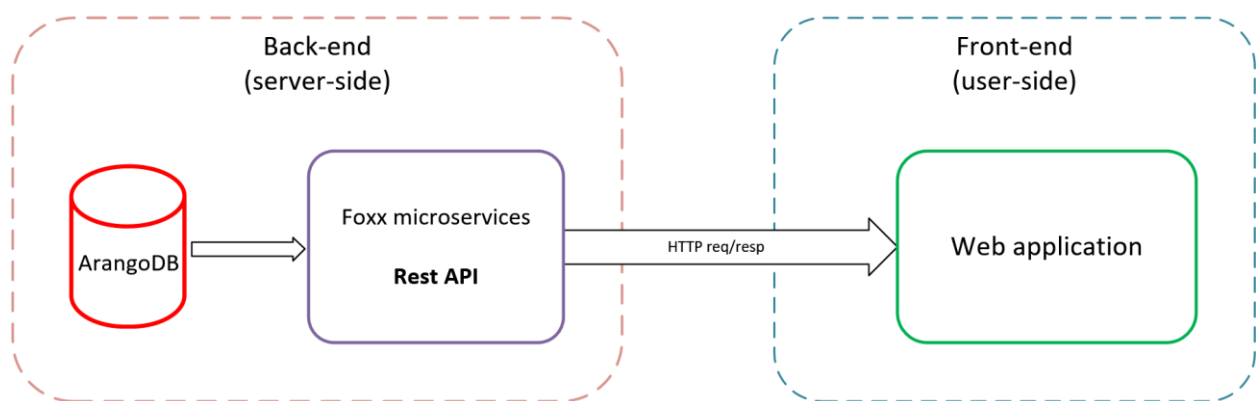 Back-end
(server-side)
Front-end
(user-side)
ArangoDB
Foxx microservices
Rest API
HTTP req/resp
Web application